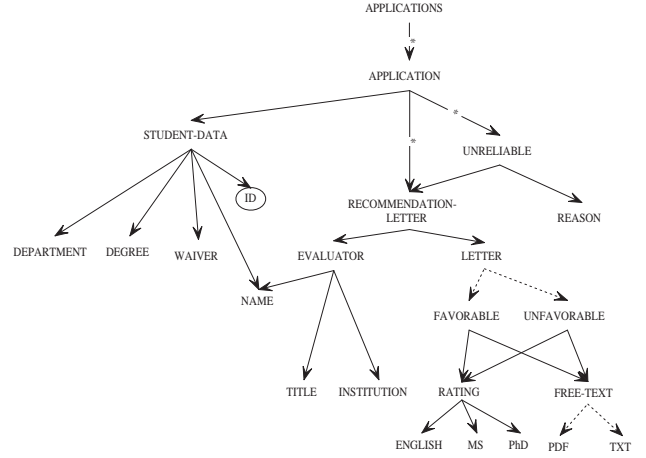 APPLICATIONS
*
APPLICATION
*
STUDENT-DATA
*
UNRELIABLE
ID
RECOMMENDATION-
LETTER
REASON
DEPARTMENT
DEGREE
WAIVER
EVALUATOR
LETTER
NAME
FAVORABLE
UNFAVORABLE
TITLE
INSTITUTION
RATING
FREE-TEXT
ENGLISH
MS
PhD
PDF
TXT